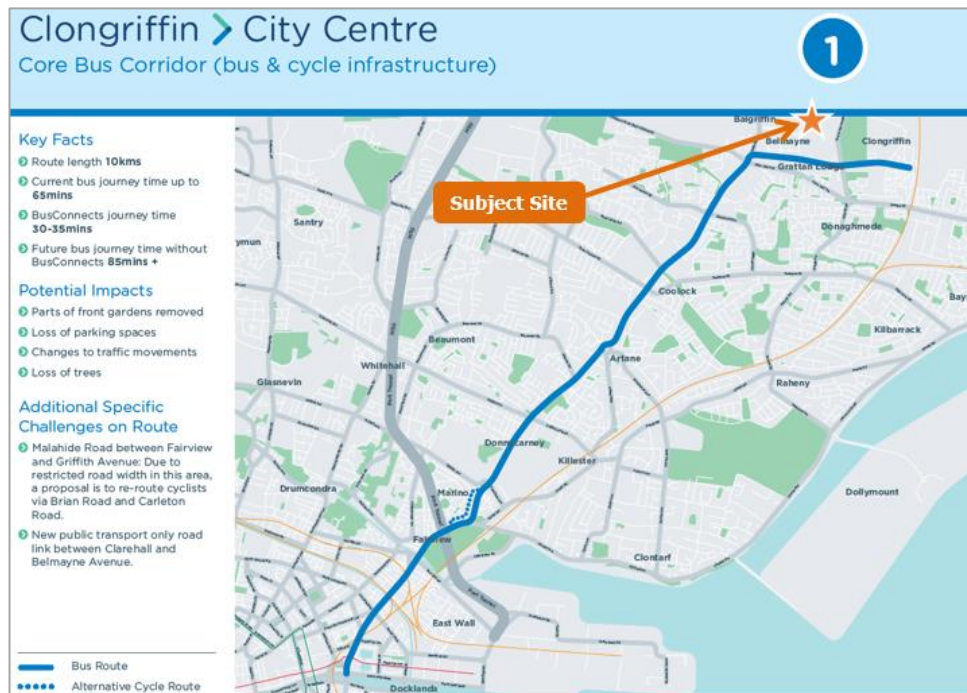 Clongriffin > City Centre
Core Bus Corridor (bus & cycle infrastructure)
1
Key Facts
Route length 10kms
Current bus journey time up to
65mins
BusConnects journey time
30-35mins
Future bus journey time without
BusConnects 85mins +
Potential Impacts
Parts of front gardens removed
Loss of parking spaces
Changes to traffic movements
Loss of trees
Additional Specific
Challenges on Route
Malahide Road between Fairview
and Griffith Avenue: Due to
restricted road width in this area,
a proposal is to re-route cyclists
via Brian Road and Carleton
Road.
New public transport only road
link between Clarehall and
Belmayne Avenue.
Bus Route
Alternative Cycle Route
Subject Site
Balgriffin
Belmayne
Clongriffin
Grattan
Santry
Donaghmede
Coolock
Kilbarrack
Beaumont
Artane
Whitehall
Raheny
Glasnevin
Donnycarney
Killester
Marino
Drumcondra
Dollymount
Fairview
Clontarf
East Wall
Docklands